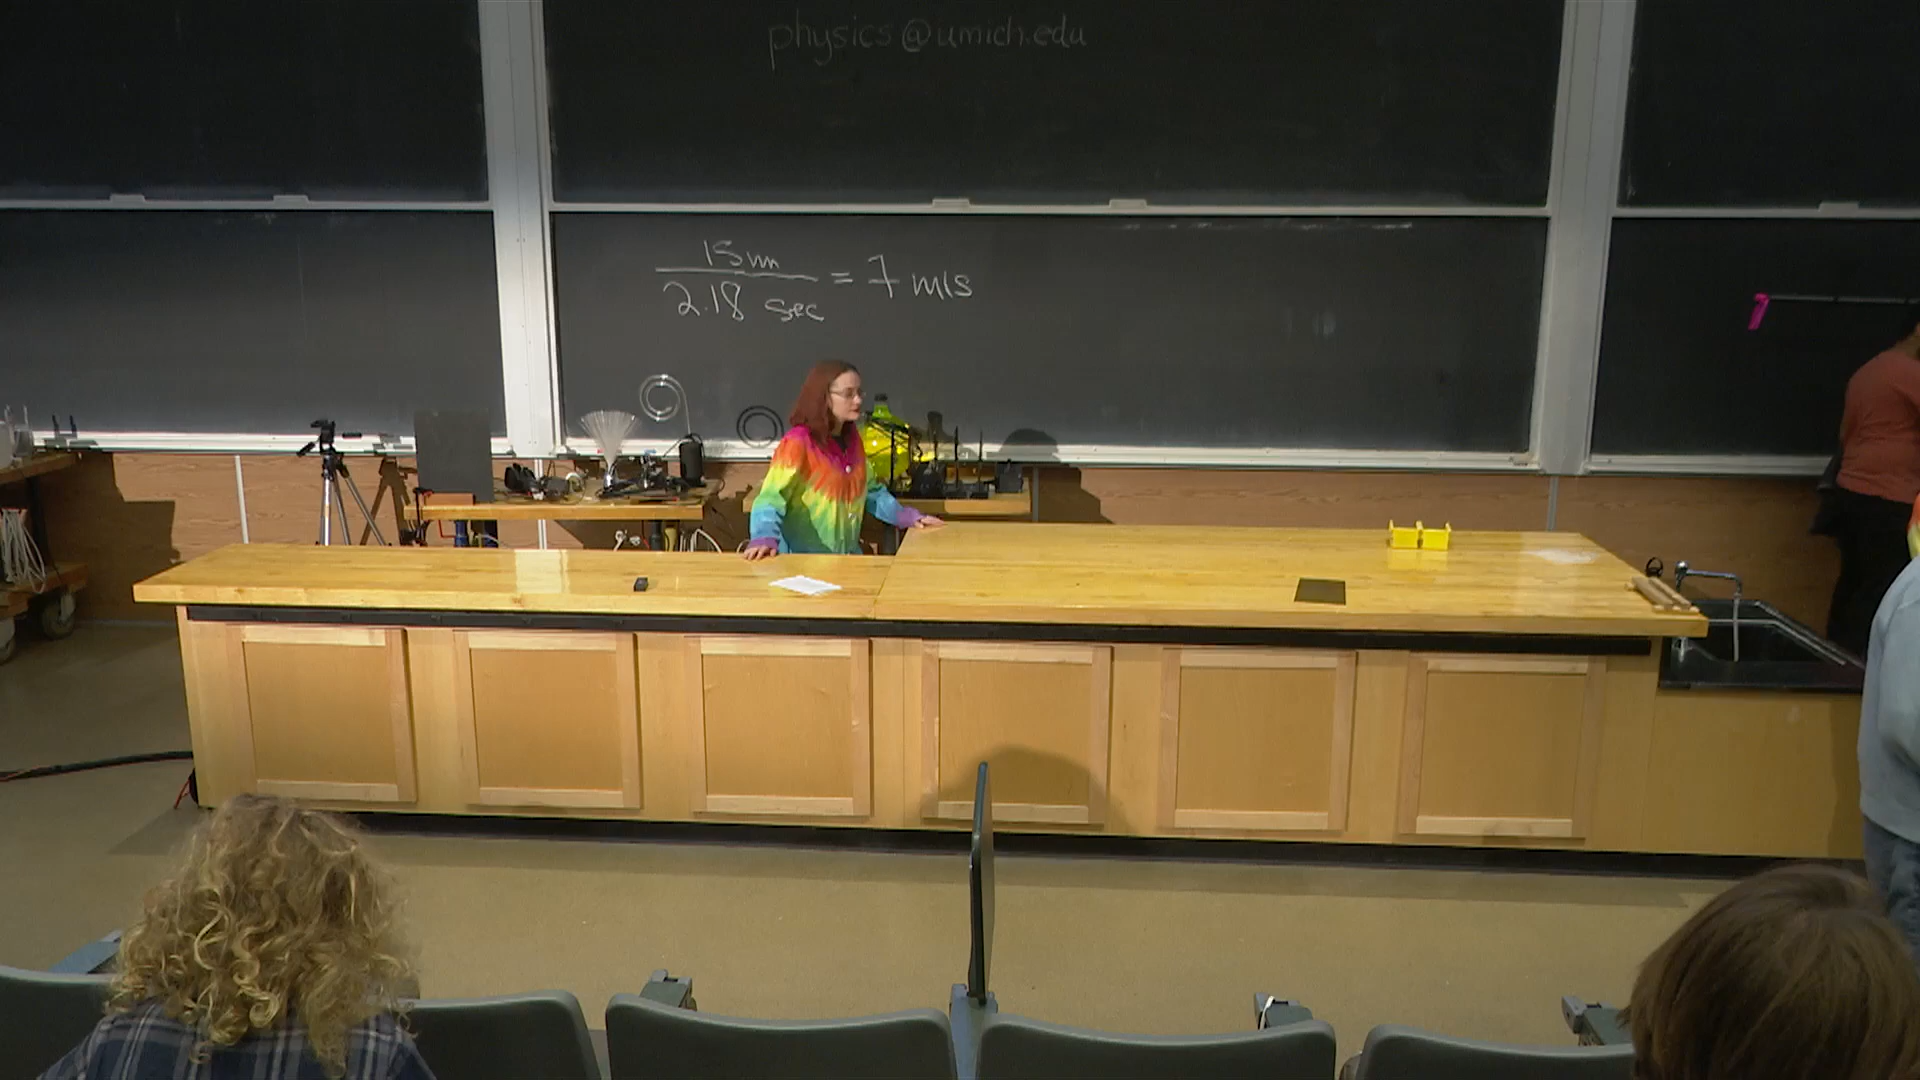 physics@umich.edu
15m
2.18 sec
= 7 m/s